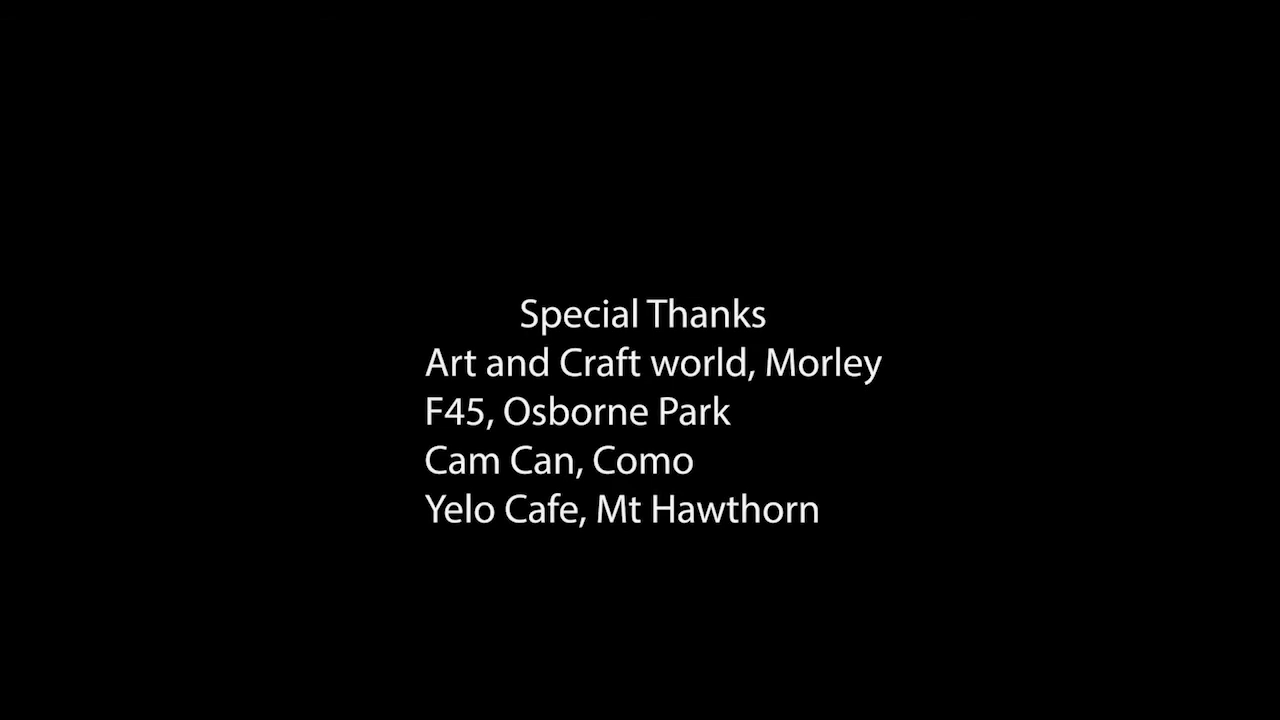 Special Thanks
Art and Craft world, Morley
F45, Osborne Park
Cam Can, Como
Yelo Cafe, Mt Hawthorn